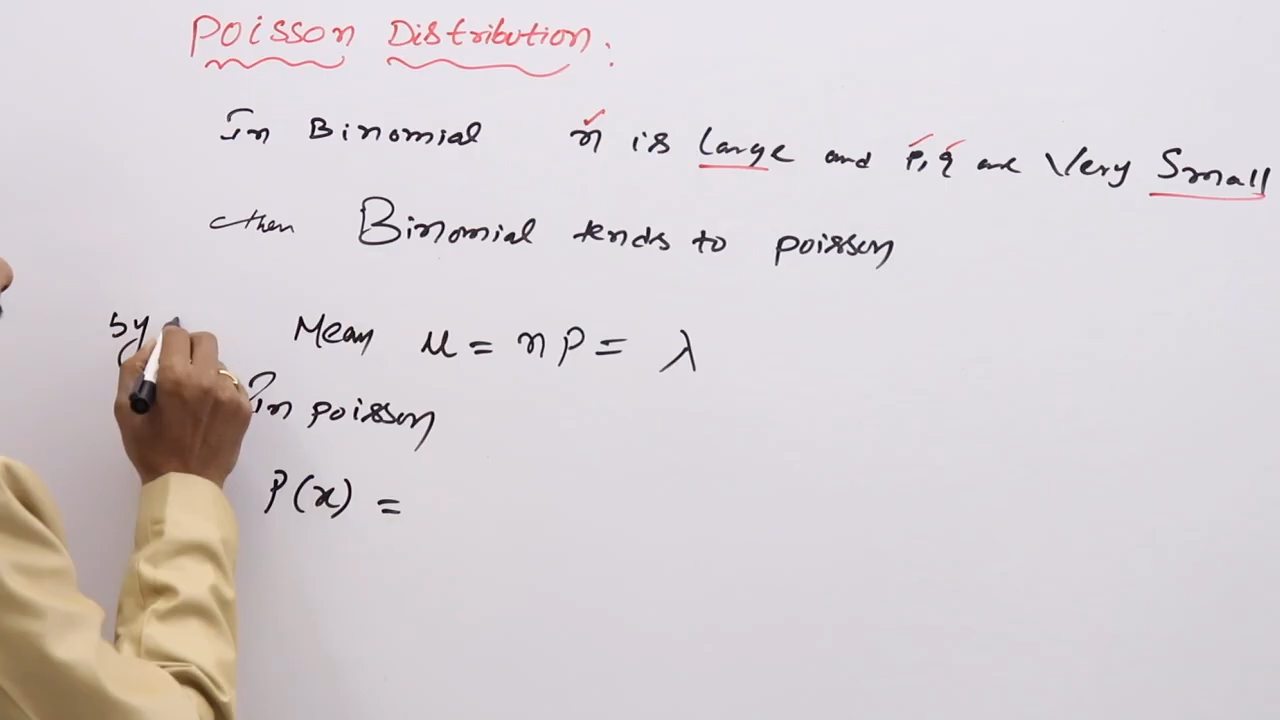 Poisson Distribution :
In Binomial n is large and p, q are Very Small
then Binomial tends to poisson
by
Mean μ = n p = λ
In poisson
P(x) =